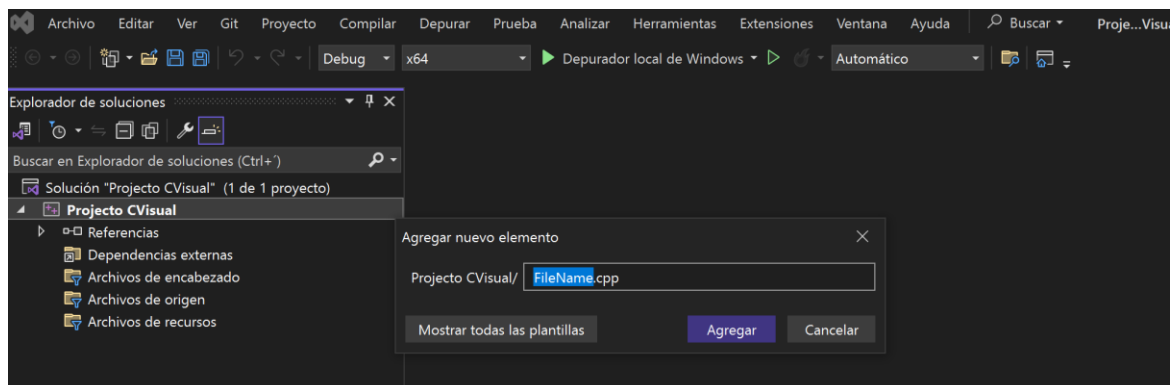 Archivo Editar Ver Git Proyecto Compilar Depurar Prueba Analizar Herramientas Extensiones Ventana Ayuda Buscar Proje...Visua
Debug x64 Depurador local de Windows Automático
Explorador de soluciones
Buscar en Explorador de soluciones (Ctrl+´)
Solución "Projecto CVisual" (1 de 1 proyecto)
Projecto CVisual
Referencias
Dependencias externas
Archivos de encabezado
Archivos de origen
Archivos de recursos
Agregar nuevo elemento
Projecto CVisual/ FileName.cpp
Mostrar todas las plantillas Agregar Cancelar